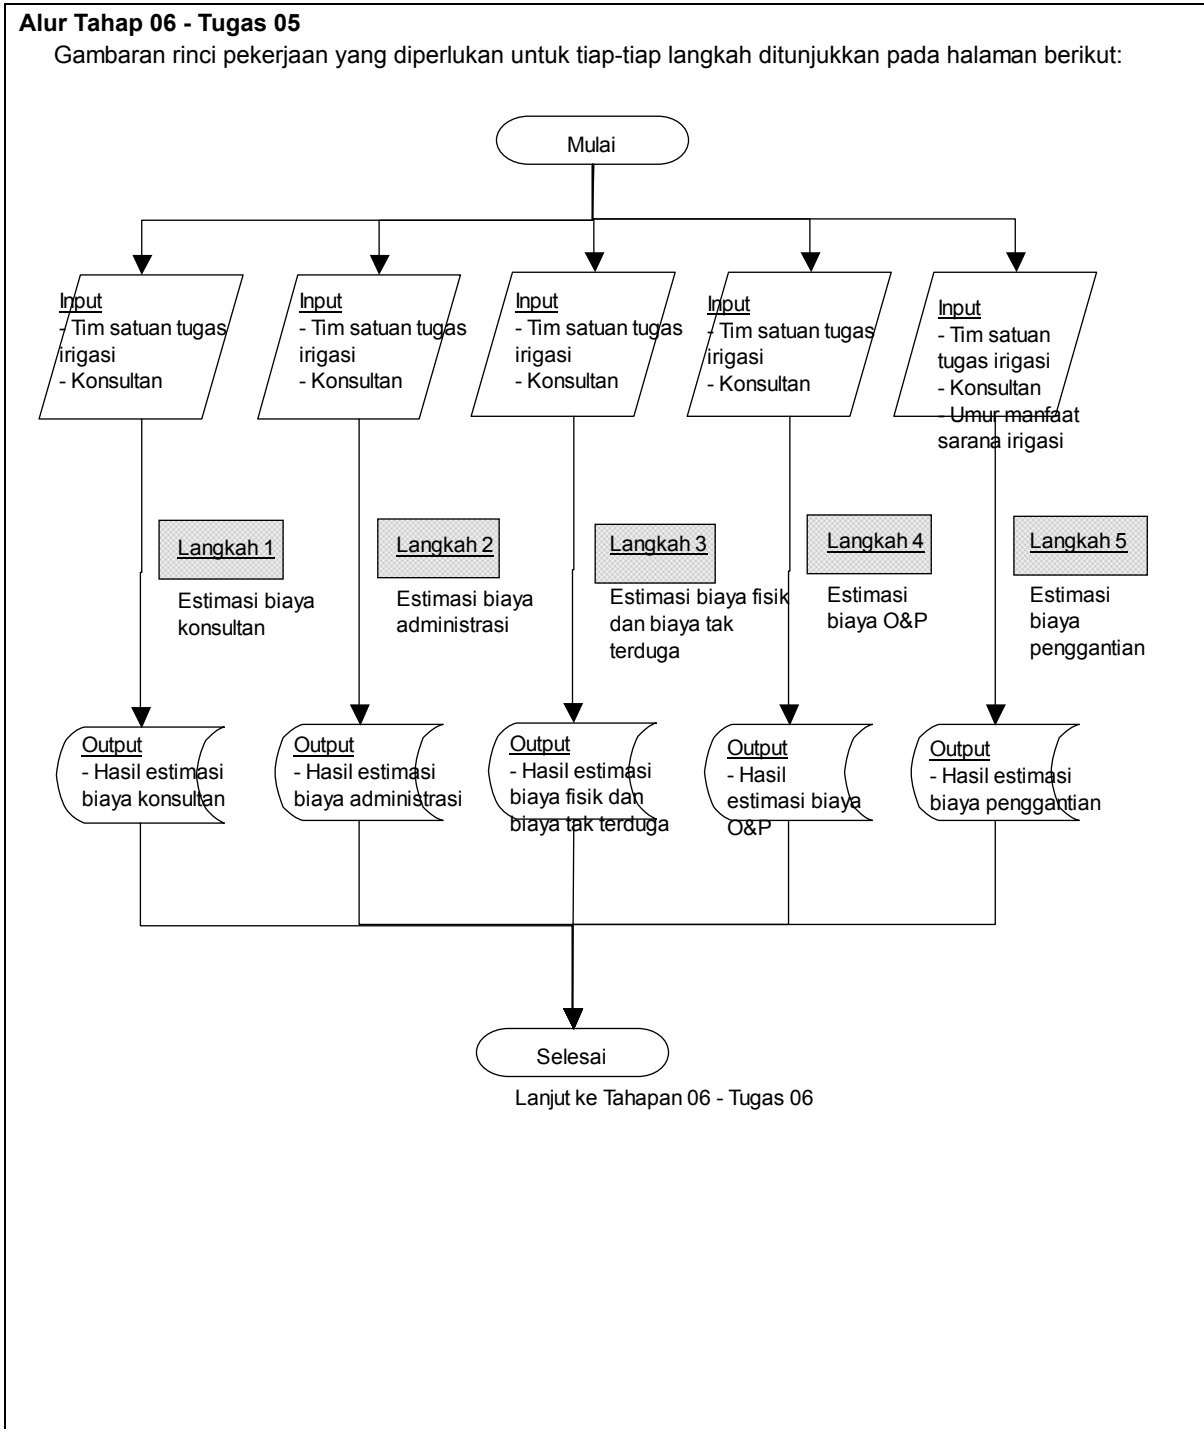 Alur Tahap 06 - Tugas 05
Gambaran rinci pekerjaan yang diperlukan untuk tiap-tiap langkah ditunjukkan pada halaman berikut:
Mulai
Input
- Tim satuan tugas
irigasi
- Konsultan
Input
- Tim satuan tugas
irigasi
- Konsultan
Input
- Tim satuan tugas
irigasi
- Konsultan
Input
- Tim satuan tugas
irigasi
- Konsultan
Input
- Tim satuan
tugas irigasi
- Konsultan
- Umur manfaat
sarana irigasi
Langkah 1
Estimasi biaya
konsultan
Langkah 2
Estimasi biaya
administrasi
Langkah 3
Estimasi biaya fisik
dan biaya tak
terduga
Langkah 4
Estimasi
biaya O&P
Langkah 5
Estimasi
biaya
penggantian
Output
- Hasil estimasi
biaya konsultan
Output
- Hasil estimasi
biaya administrasi
Output
- Hasil estimasi
biaya fisik dan
biaya tak terduga
Output
- Hasil
estimasi biaya
O&P
Output
- Hasil estimasi
biaya penggantian
Selesai
Lanjut ke Tahapan 06 - Tugas 06